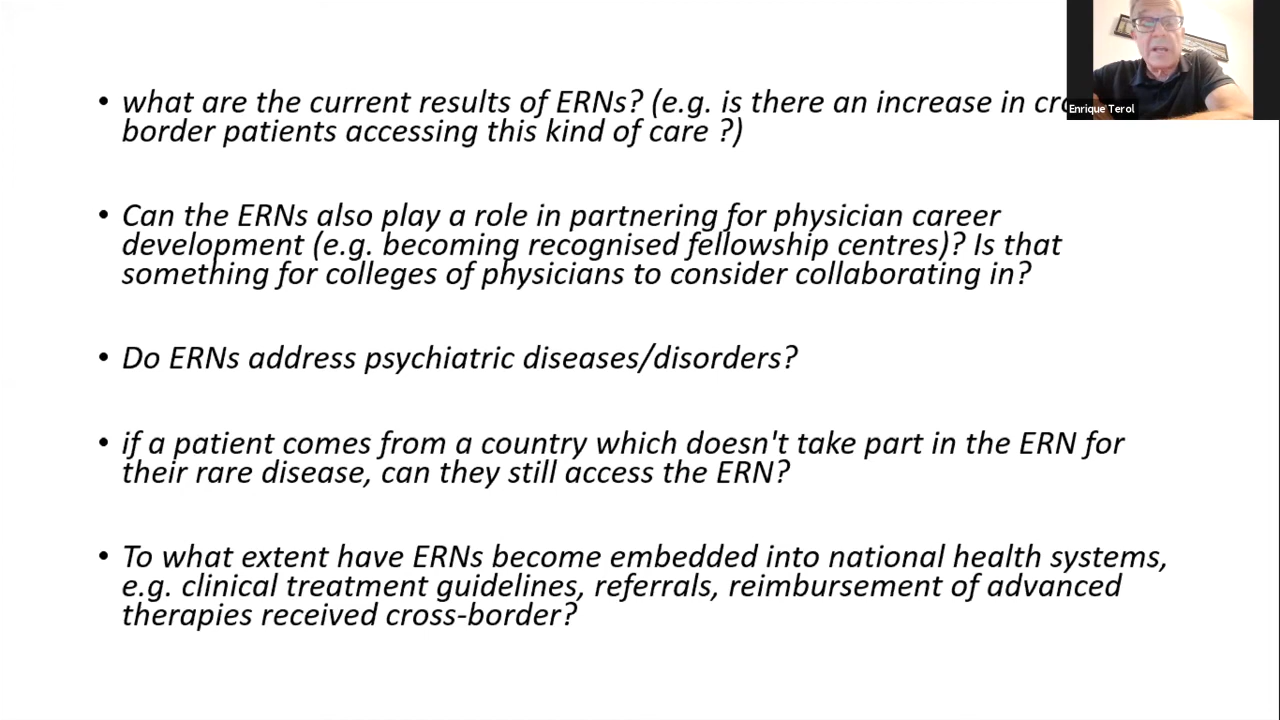 • what are the current results of ERNs? (e.g. is there an increase in
border patients accessing this kind of care ?)
• Can the ERNs also play a role in partnering for physician career
development (e.g. becoming recognised fellowship centres)? Is that
something for colleges of physicians to consider collaborating in?
• Do ERNs address psychiatric diseases/disorders?
• if a patient comes from a country which doesn't take part in the ERN for
their rare disease, can they still access the ERN?
• To what extent have ERNs become embedded into national health systems,
e.g. clinical treatment guidelines, referrals, reimbursement of advanced
therapies received cross-border?
Enrique Terol